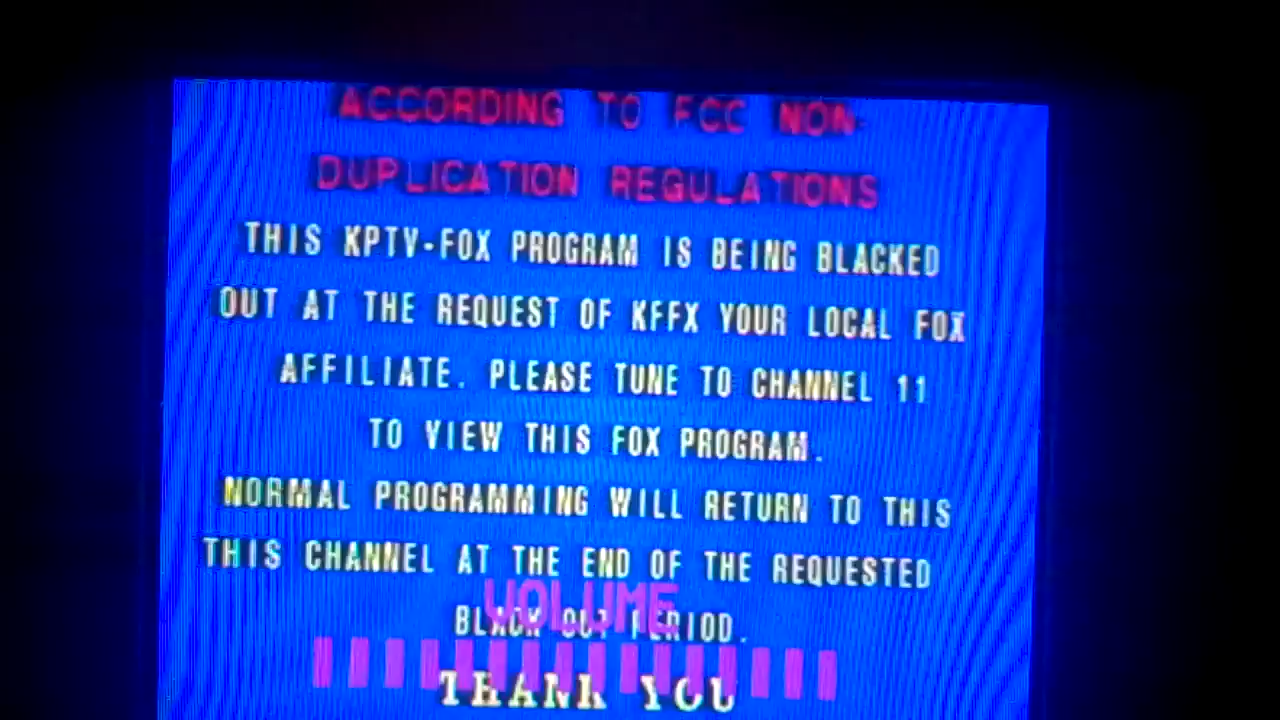 ACCORDING TO FCC NON-
DUPLICATION REGULATIONS
THIS KPTV-FOX PROGRAM IS BEING BLACKED
OUT AT THE REQUEST OF KFFX YOUR LOCAL FOX
AFFILIATE. PLEASE TUNE TO CHANNEL 11
TO VIEW THIS FOX PROGRAM.
NORMAL PROGRAMMING WILL RETURN TO THIS
THIS CHANNEL AT THE END OF THE REQUESTED
VOLUME
BLACK OUT PERIOD.
THANK YOU